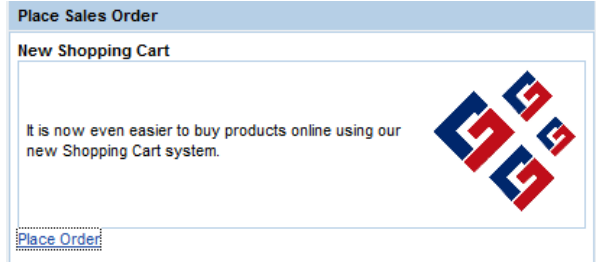 Place Sales Order
New Shopping Cart
It is now even easier to buy products online using our
new Shopping Cart system.
Place Order